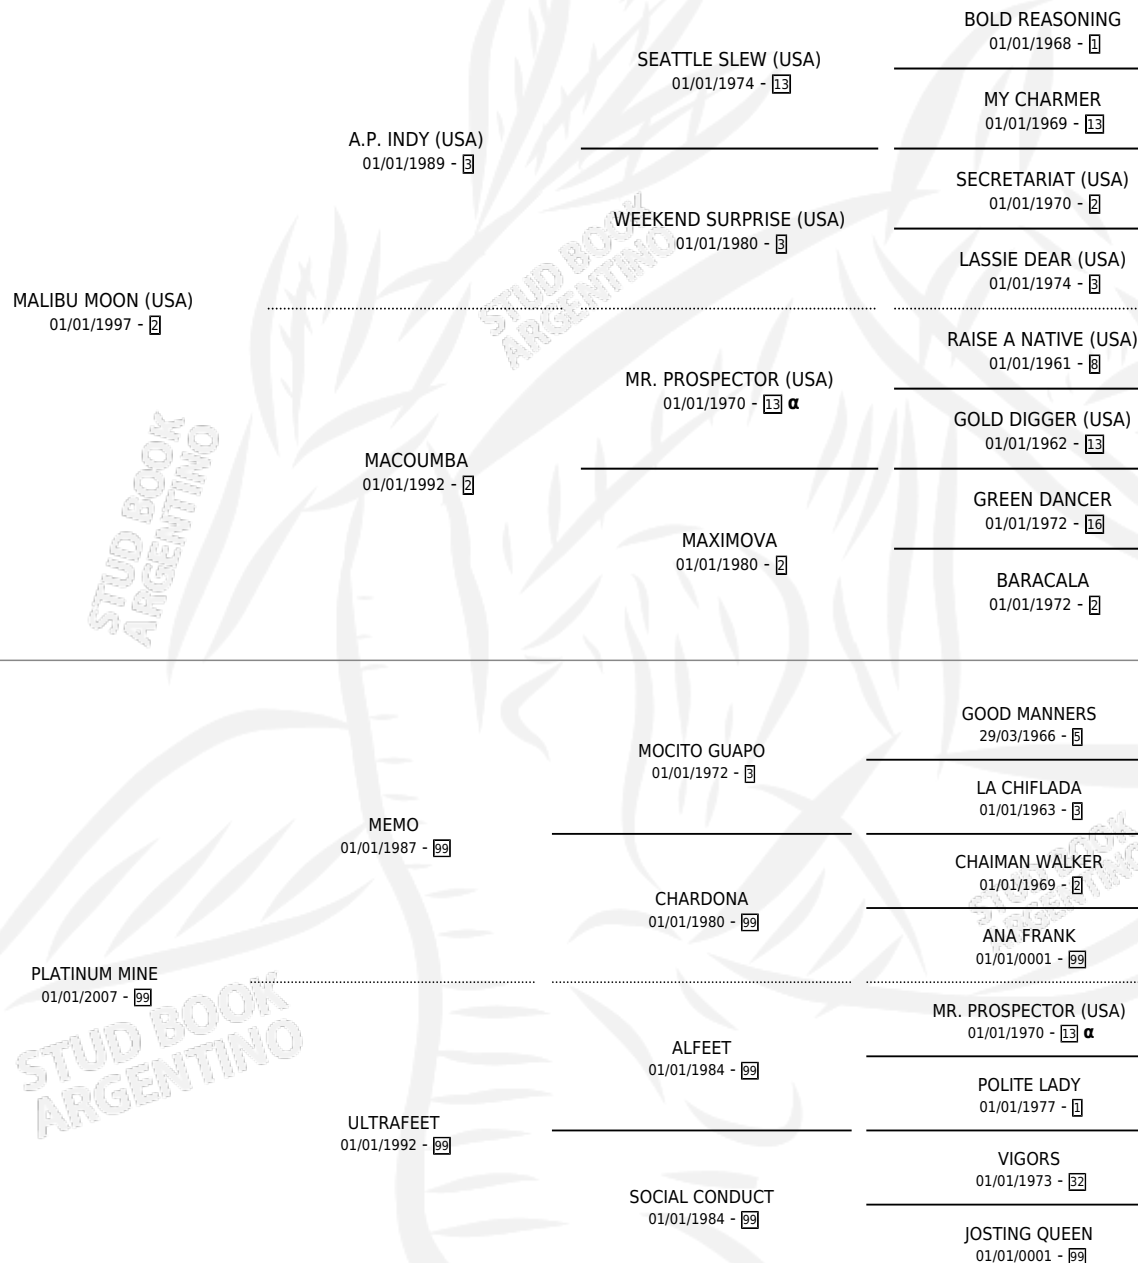 BOLD REASONING
01/01/1968 - 1
SEATTLE SLEW (USA)
01/01/1974 - 13
MY CHARMER
01/01/1969 - 13
A.P. INDY (USA)
01/01/1989 - 3
SECRETARIAT (USA)
01/01/1970 - 2
WEEKEND SURPRISE (USA)
01/01/1980 - 3
LASSIE DEAR (USA)
01/01/1974 - 3
MALIBU MOON (USA)
01/01/1997 - 2
RAISE A NATIVE (USA)
01/01/1961 - 8
MR. PROSPECTOR (USA)
01/01/1970 - 13 α
GOLD DIGGER (USA)
01/01/1962 - 13
MACOUMBA
01/01/1992 - 2
GREEN DANCER
01/01/1972 - 16
MAXIMOVA
01/01/1980 - 2
BARACALA
01/01/1972 - 2
GOOD MANNERS
29/03/1966 - 5
MOCITO GUAPO
01/01/1972 - 3
LA CHIFLADA
01/01/1963 - 3
MEMO
01/01/1987 - 99
CHAIMAN WALKER
01/01/1969 - 2
CHARDONA
01/01/1980 - 99
ANA FRANK
01/01/0001 - 99
PLATINUM MINE
01/01/2007 - 99
MR. PROSPECTOR (USA)
01/01/1970 - 13 α
ALFEET
01/01/1984 - 99
POLITE LADY
01/01/1977 - 1
ULTRAFEET
01/01/1992 - 99
VIGORS
01/01/1973 - 32
SOCIAL CONDUCT
01/01/1984 - 99
JOSTING QUEEN
01/01/0001 - 99
STUD BOOK
ARGENTINO
STUD BOOK
ARGENTINO
STUD BOOK
ARGENTINO
STUD BOOK
ARGENTINO